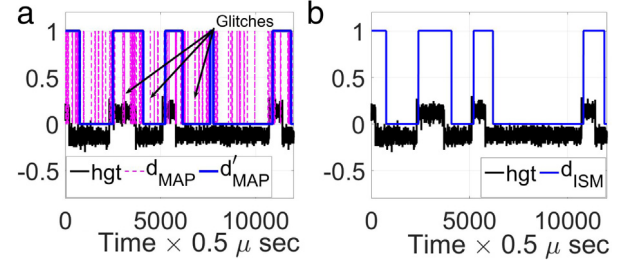 a
b
Glitches
1
0.5
0
-0.5
hgt d_MAP d'_MAP
0 5000 10000
Time × 0.5 μ sec
1
0.5
0
-0.5
hgt d_ISM
0 5000 10000
Time × 0.5 μ sec